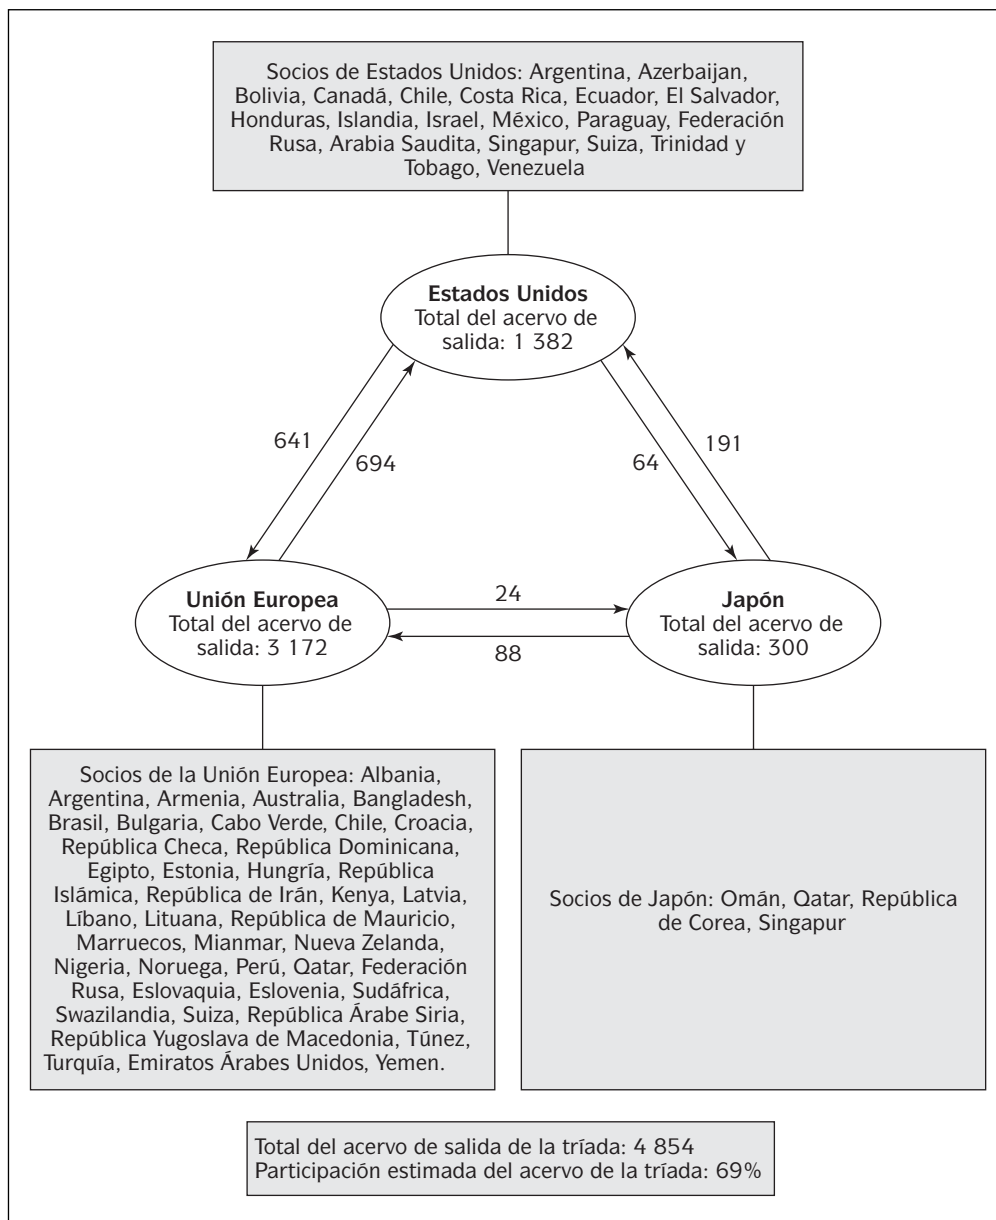 Socios de Estados Unidos: Argentina, Azerbaijan,
Bolivia, Canadá, Chile, Costa Rica, Ecuador, El Salvador,
Honduras, Islandia, Israel, México, Paraguay, Federación
Rusa, Arabia Saudita, Singapur, Suiza, Trinidad y
Tobago, Venezuela
Estados Unidos
Total del acervo de
salida: 1 382
641
694
64
191
Unión Europea
Total del acervo de
salida: 3 172
24
88
Japón
Total del acervo de
salida: 300
Socios de la Unión Europea: Albania,
Argentina, Armenia, Australia, Bangladesh,
Brasil, Bulgaria, Cabo Verde, Chile, Croacia,
República Checa, República Dominicana,
Egipto, Estonia, Hungría, República
Islámica, República de Irán, Kenya, Latvia,
Líbano, Lituana, República de Mauricio,
Marruecos, Mianmar, Nueva Zelanda,
Nigeria, Noruega, Perú, Qatar, Federación
Rusa, Eslovaquia, Eslovenia, Sudáfrica,
Swazilandia, Suiza, República Árabe Siria,
República Yugoslava de Macedonia, Túnez,
Turquía, Emiratos Árabes Unidos, Yemen.
Socios de Japón: Omán, Qatar, República
de Corea, Singapur
Total del acervo de salida de la tríada: 4 854
Participación estimada del acervo de la tríada: 69%